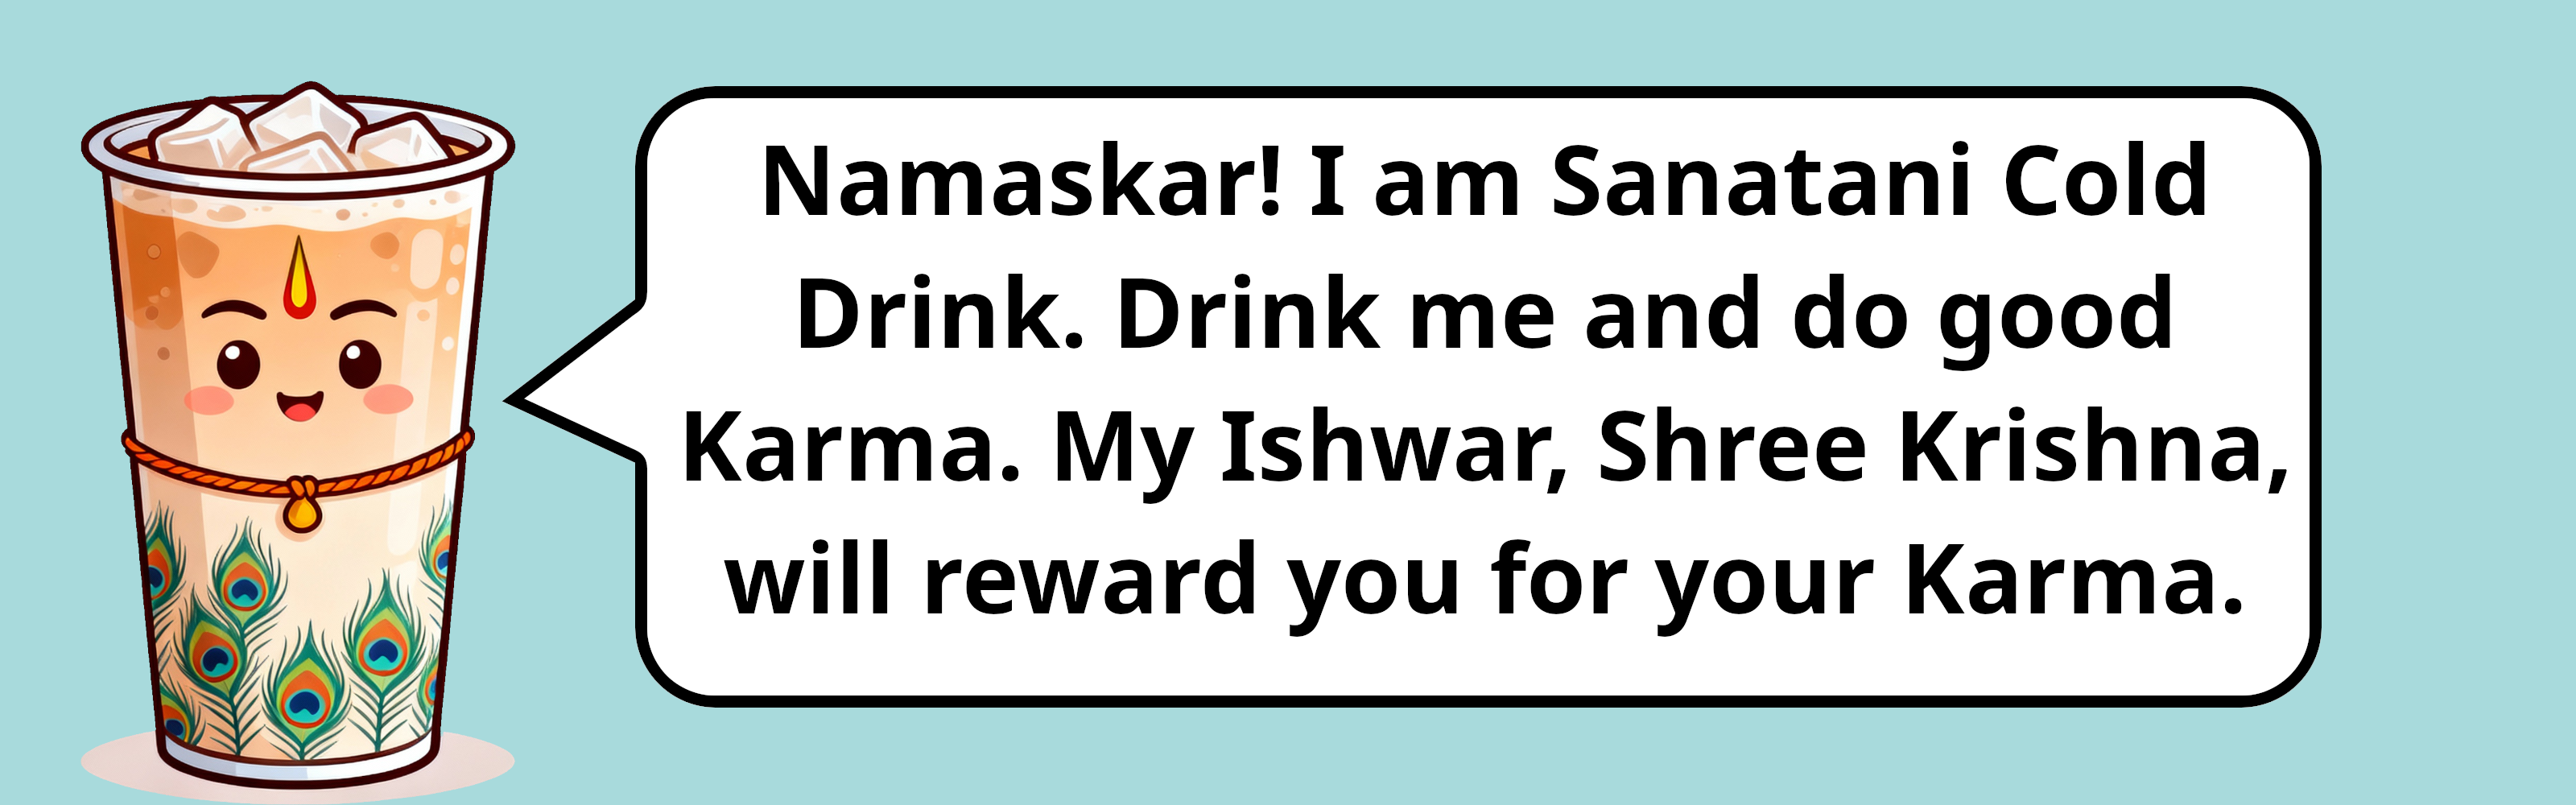 Namaskar! I am Sanatani Cold
Drink. Drink me and do good
Karma. My Ishwar, Shree Krishna,
will reward you for your Karma.